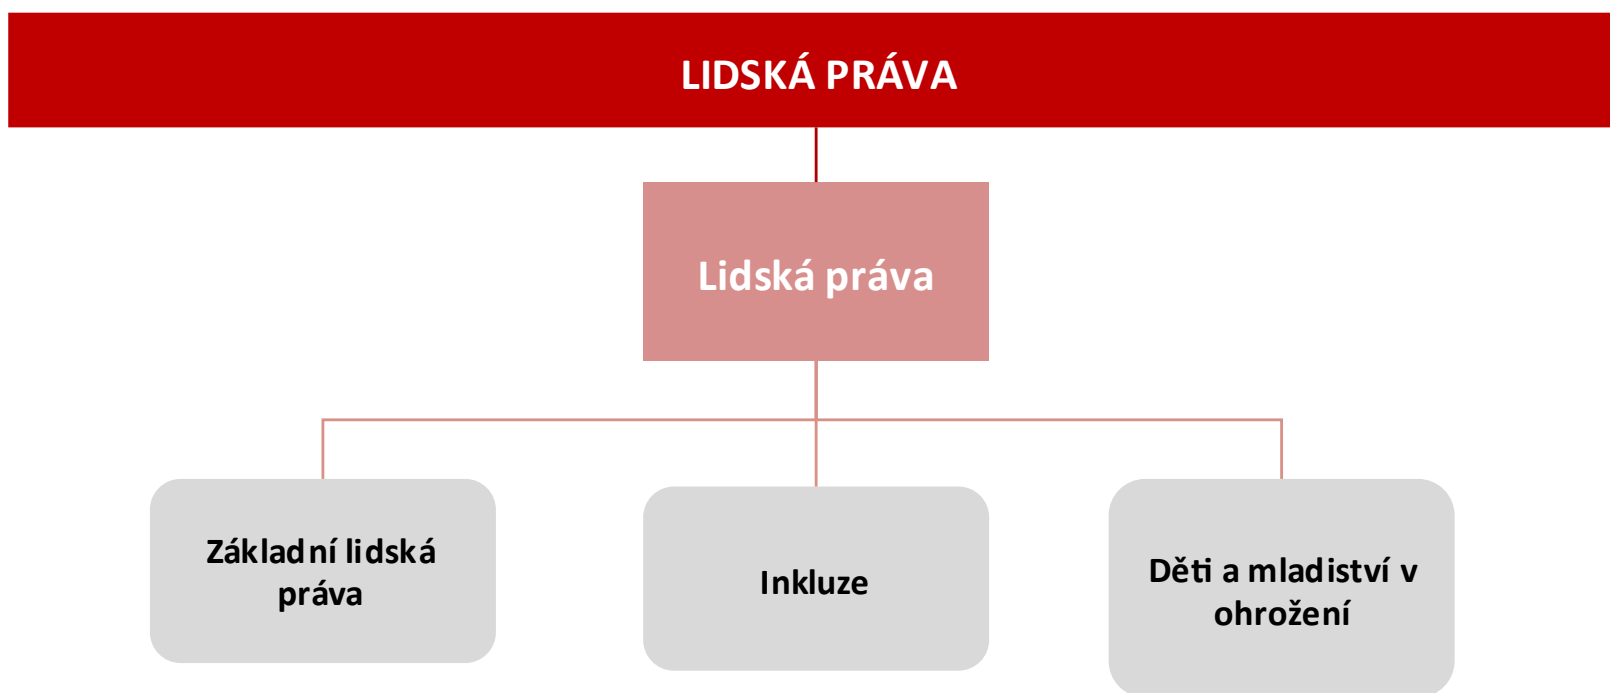 LIDSKÁ PRÁVA
Lidská práva
Základní lidská
práva
Inkluze
Děti a mladiství v
ohrožení